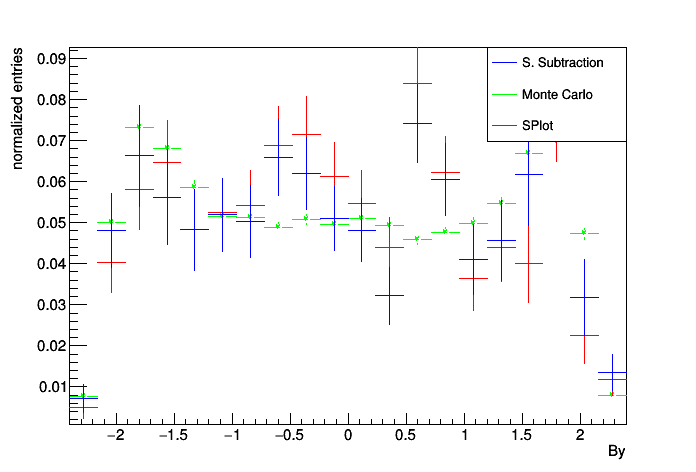 normalized entries
0.09
0.08
0.07
0.06
0.05
0.04
0.03
0.02
0.01
S. Subtraction
Monte Carlo
SPlot
−2 −1.5 −1 −0.5 0 0.5 1 1.5 2
By